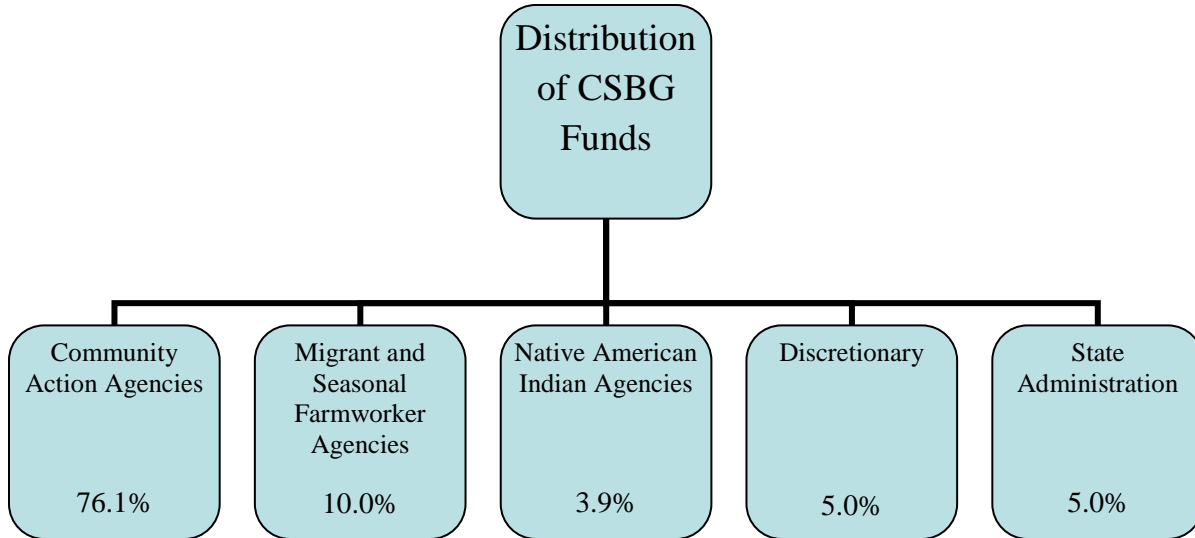 Distribution
of CSBG
Funds
Community
Action Agencies
76.1%
Migrant and
Seasonal
Farmworker
Agencies
10.0%
Native American
Indian Agencies
3.9%
Discretionary
5.0%
State
Administration
5.0%